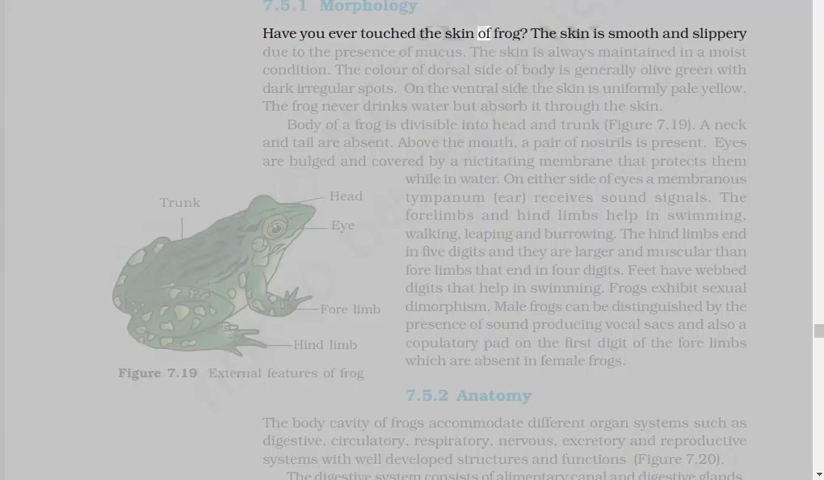 7.5.1 Morphology
Have you ever touched the skin of frog? The skin is smooth and slippery
due to the presence of mucus. The skin is always maintained in a moist
condition. The colour of dorsal side of body is generally olive green with
dark irregular spots. On the ventral side the skin is uniformly pale yellow.
The frog never drinks water but absorb it through the skin.
Body of a frog is divisible into head and trunk (Figure 7.19). A neck
and tail are absent. Above the mouth, a pair of nostrils is present. Eyes
are bulged and covered by a nictitating membrane that protects them
while in water. On either side of eyes a membranous
tympanum (ear) receives sound signals. The
forelimbs and hind limbs help in swimming,
walking, leaping and burrowing. The hind limbs end
in five digits and they are larger and muscular than
fore limbs that end in four digits. Feet have webbed
digits that help in swimming. Frogs exhibit sexual
dimorphism. Male frogs can be distinguished by the
presence of sound producing vocal sacs and also a
copulatory pad on the first digit of the fore limbs
which are absent in female frogs.
Trunk
Head
Eye
Fore limb
Hind limb
Figure 7.19 External features of frog
7.5.2 Anatomy
The body cavity of frogs accommodate different organ systems such as
digestive, circulatory, respiratory, nervous, excretory and reproductive
systems with well developed structures and functions (Figure 7.20).
The digestive system consists of alimentary canal and digestive glands.